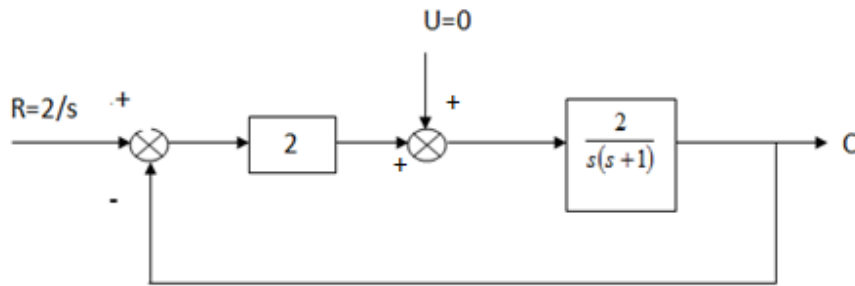 U=0
R=2/s
+
+
2
+
2
s(s+1)
C
-